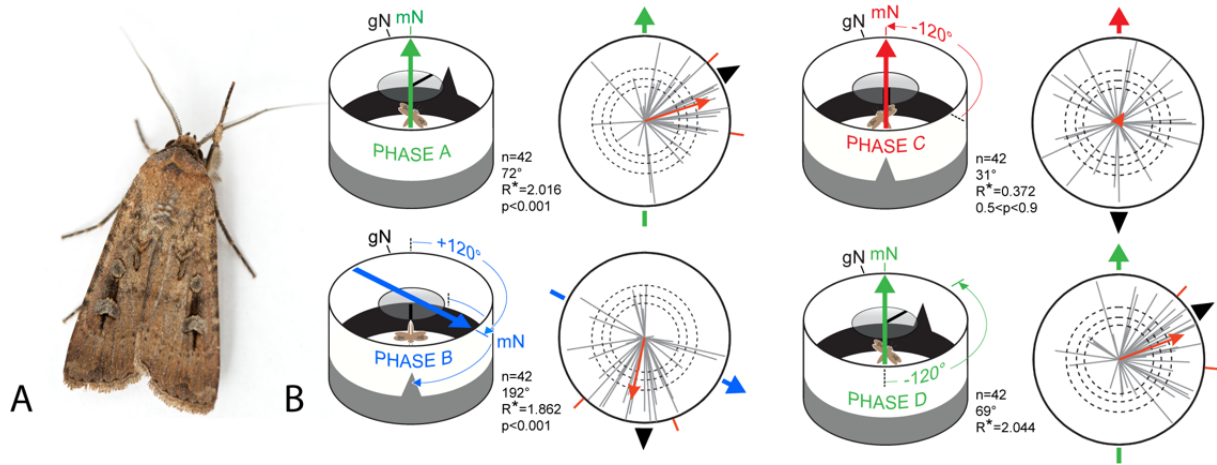 A
B
gN
mN
PHASE A
n=42
72°
R*=2.016
p<0.001
gN
mN
-120°
PHASE C
n=42
31°
R*=0.372
0.5<p<0.9
gN
+120°
mN
PHASE B
n=42
192°
R*=1.862
p<0.001
gN
mN
-120°
PHASE D
n=42
69°
R*=2.044